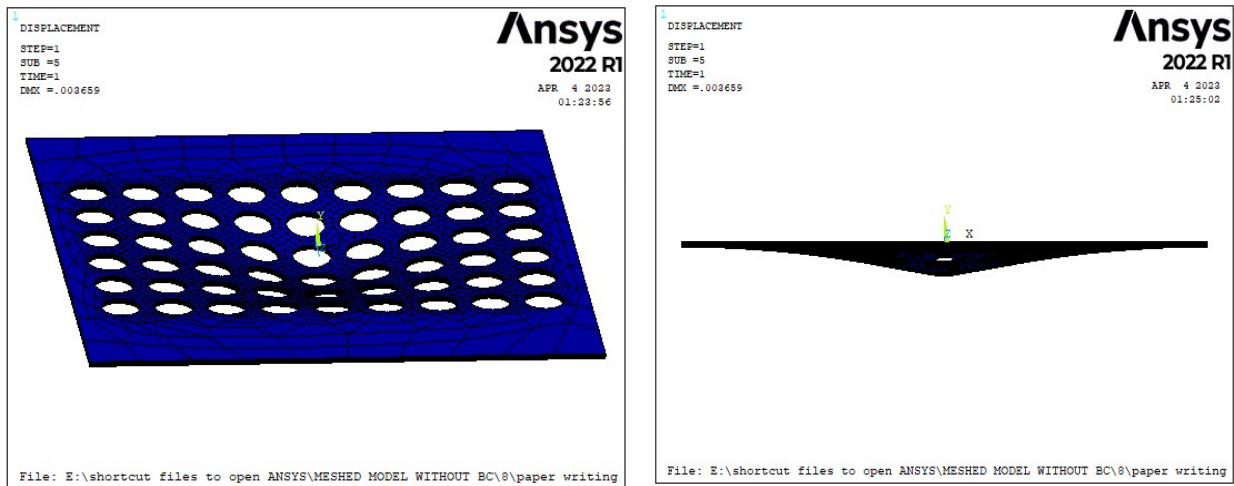 1
DISPLACEMENT
STEP=1
SUB =5
TIME=1
DMX =.003659
Ansys
2022 R1
APR 4 2023
01:23:56
Y
Z
File: E:\shortcut files to open ANSYS\MESHED MODEL WITHOUT BC\8\paper writing
1
DISPLACEMENT
STEP=1
SUB =5
TIME=1
DMX =.003659
Ansys
2022 R1
APR 4 2023
01:25:02
Y
Z X
File: E:\shortcut files to open ANSYS\MESHED MODEL WITHOUT BC\8\paper writing